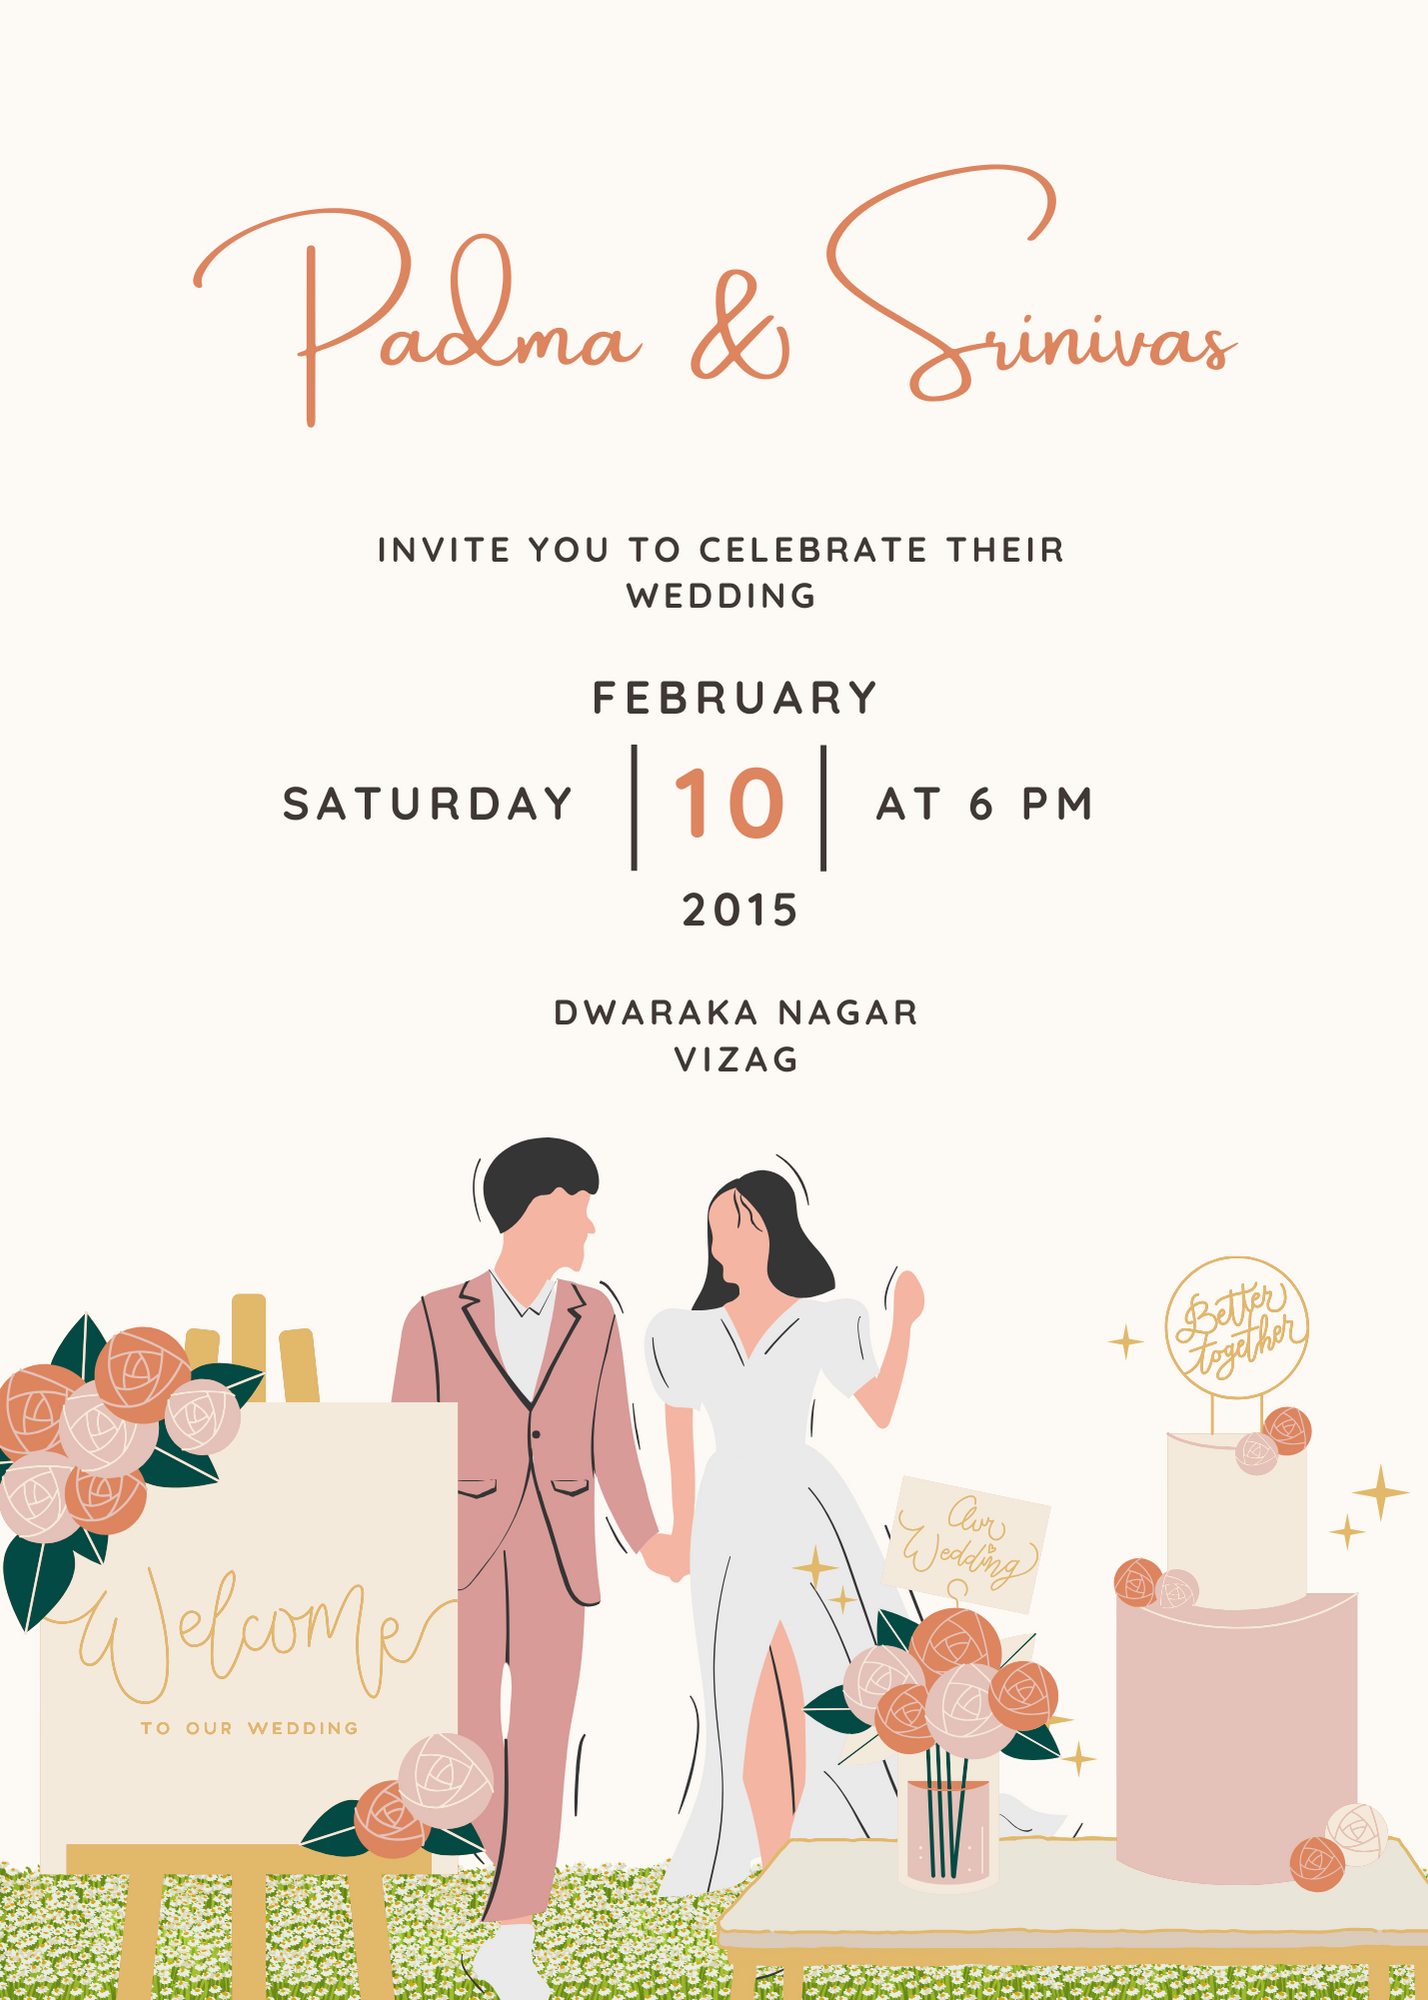 Padma & Srinivas
INVITE YOU TO CELEBRATE THEIR
WEDDING
FEBRUARY
SATURDAY 10 AT 6 PM
2015
DWARAKA NAGAR
VIZAG
Better
together
Our
Wedding
Welcome
TO OUR WEDDING